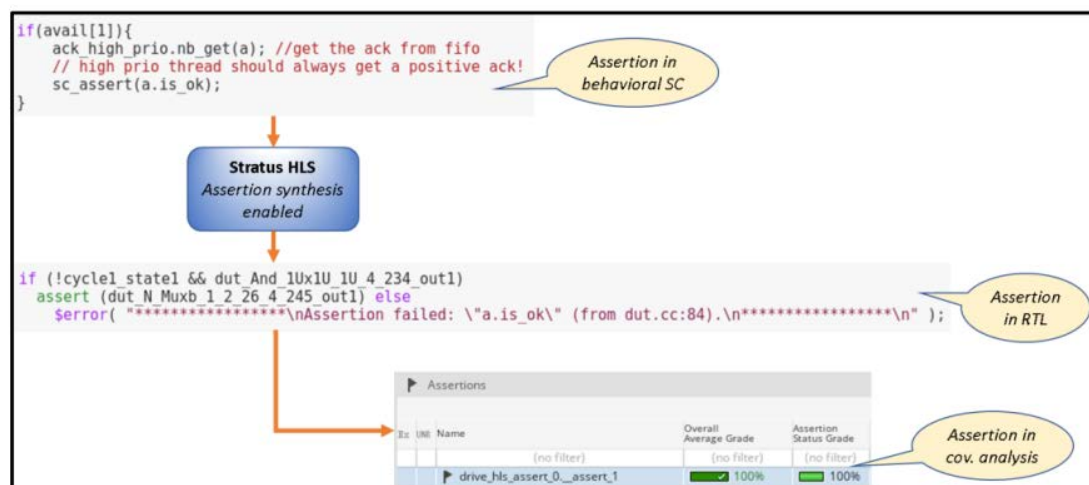 if(avail[1]){
ack_high_prio.nb_get(a); //get the ack from fifo
// high prio thread should always get a positive ack!
sc_assert(a.is_ok);
}
Assertion in
behavioral SC
Stratus HLS
Assertion synthesis
enabled
if (!cycle1_state1 && dut_And_1Ux1U_1U_4_234_out1)
assert (dut_N_Muxb_1_2_26_4_245_out1) else
$error( "*****************\nAssertion failed: \"a.is_ok\" (from dut.cc:84).\n*****************\n" );
Assertion
in RTL
Assertions
Ex UNR Name Overall Average Grade Assertion Status Grade
(no filter) (no filter) (no filter)
drive_hls_assert_0.__assert_1 100% 100%
Assertion in
cov. analysis